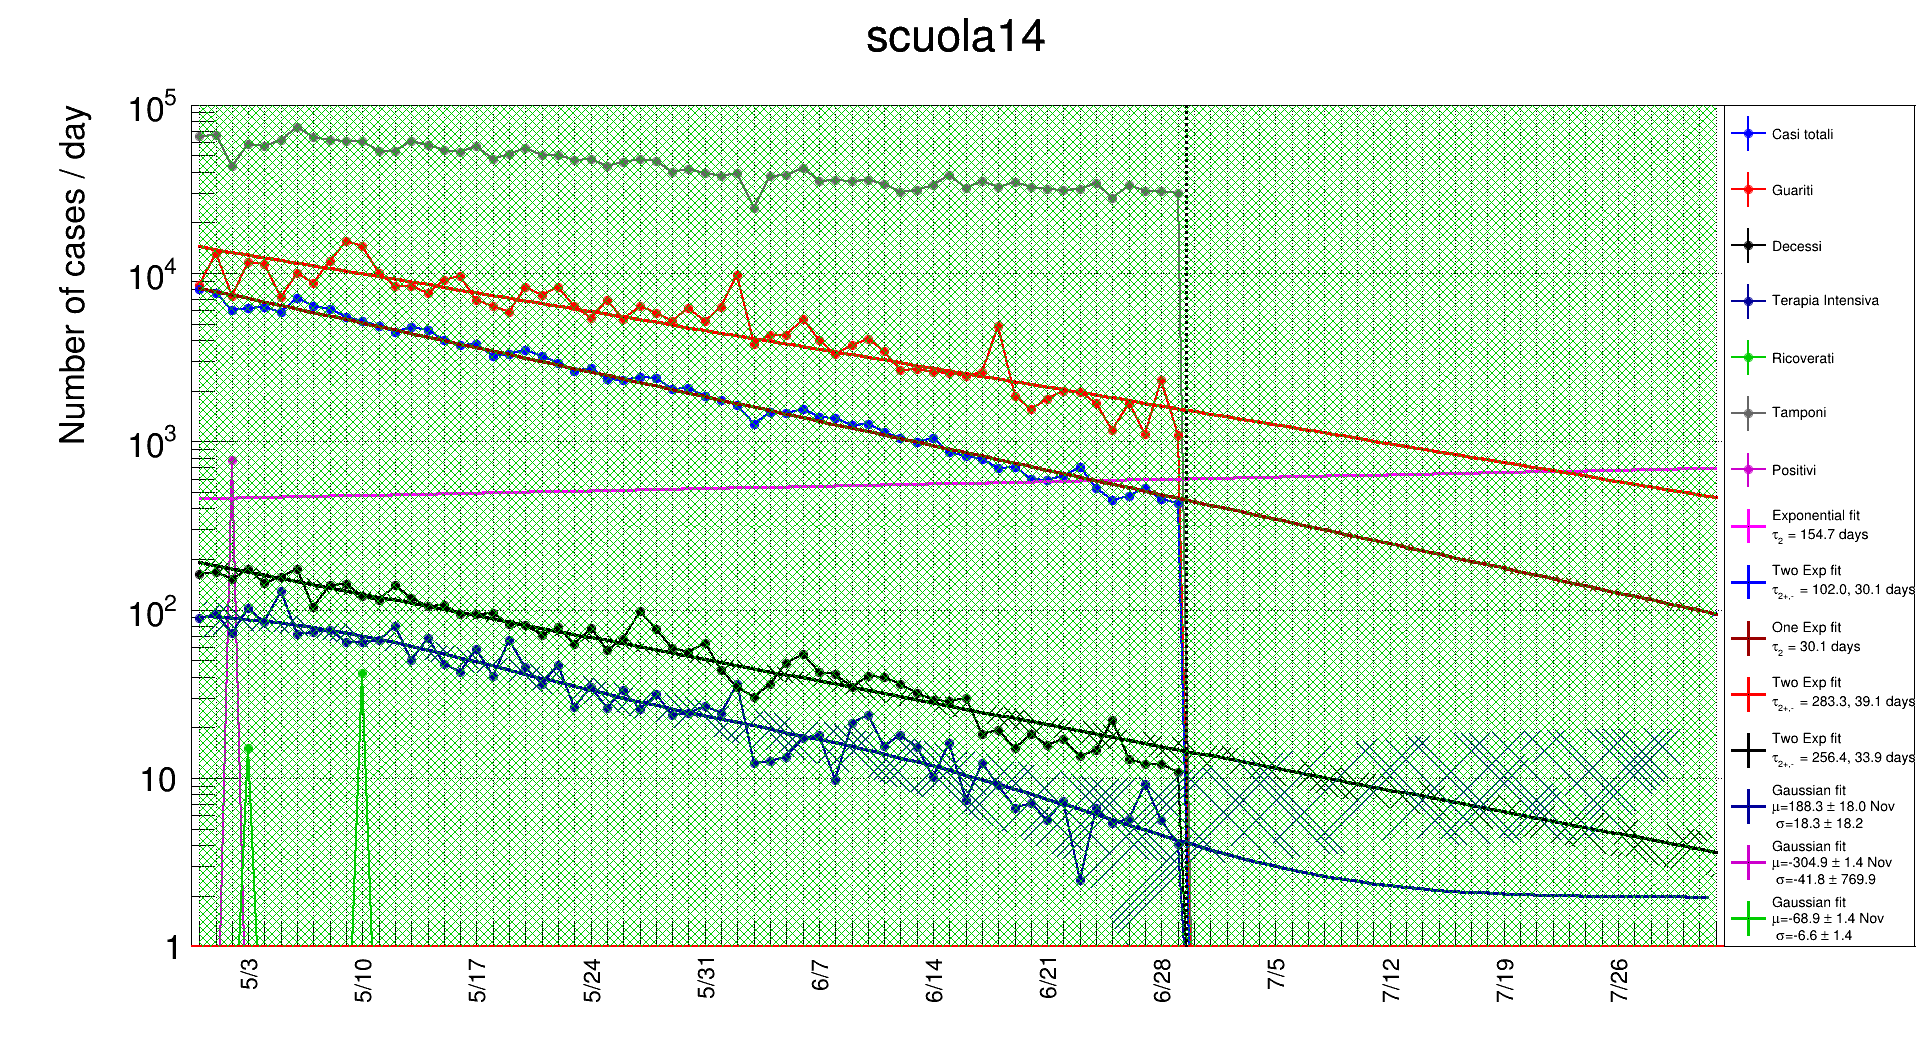 scuola14
Number of cases / day
10^5
10^4
10^3
10^2
10
1
5/3
5/10
5/17
5/24
5/31
6/7
6/14
6/21
6/28
7/5
7/12
7/19
7/26
Casi totali
Guariti
Decessi
Terapia Intensiva
Ricoverati
Tamponi
Positivi
Exponential fit
τ2 = 154.7 days
Two Exp fit
τ2+,- = 102.0, 30.1 days
One Exp fit
τ2 = 30.1 days
Two Exp fit
τ2+,- = 283.3, 39.1 days
Two Exp fit
τ2+,- = 256.4, 33.9 days
Gaussian fit
μ=188.3 ± 18.0 Nov
σ=18.3 ± 18.2
Gaussian fit
μ=-304.9 ± 1.4 Nov
σ=-41.8 ± 769.9
Gaussian fit
μ=-68.9 ± 1.4 Nov
σ=-6.6 ± 1.4